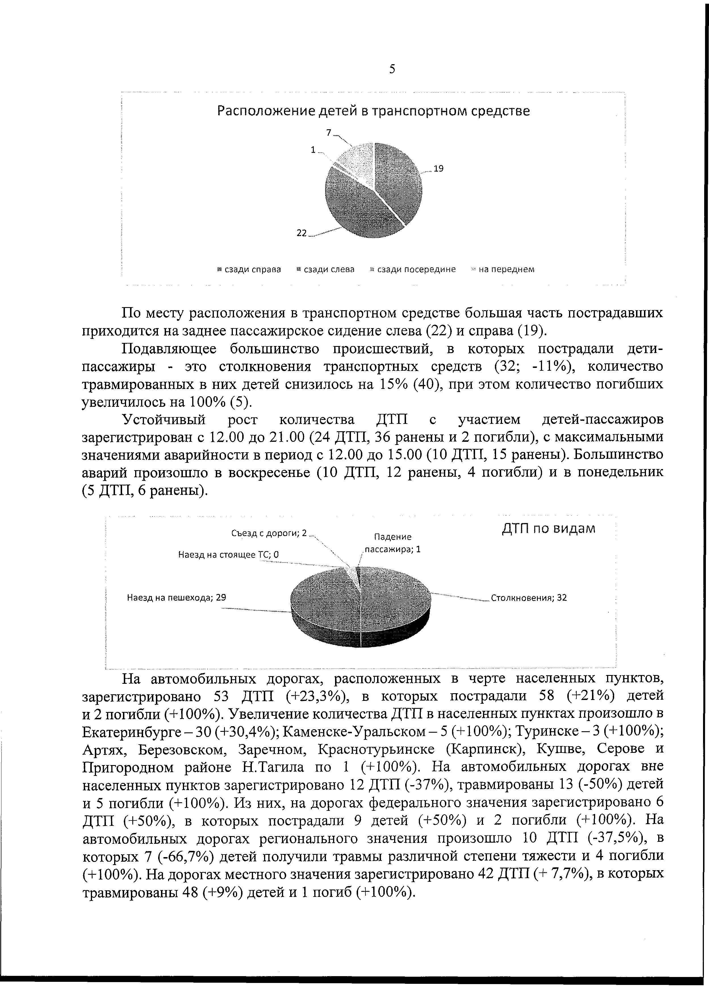 5
Расположение детей в транспортном средстве
7
1
19
22
сзади справа сзади слева сзади посередине на переднем
По месту расположения в транспортном средстве большая часть пострадавших
приходится на заднее пассажирское сидение слева (22) и справа (19).
Подавляющее большинство происшествий, в которых пострадали дети-
пассажиры - это столкновения транспортных средств (32; -11%), количество
травмированных в них детей снизилось на 15% (40), при этом количество погибших
увеличилось на 100% (5).
Устойчивый рост количества ДТП с участием детей-пассажиров
зарегистрирован с 12.00 до 21.00 (24 ДТП, 36 ранены и 2 погибли), с максимальными
значениями аварийности в период с 12.00 до 15.00 (10 ДТП, 15 ранены). Большинство
аварий произошло в воскресенье (10 ДТП, 12 ранены, 4 погибли) и в понедельник
(5 ДТП, 6 ранены).
ДТП по видам
Съезд с дороги; 2
Падение
пассажира; 1
Наезд на стоящее ТС; 0
Наезд на пешехода; 29
Столкновения; 32
На автомобильных дорогах, расположенных в черте населенных пунктов,
зарегистрировано 53 ДТП (+23,3%), в которых пострадали 58 (+21%) детей
и 2 погибли (+100%). Увеличение количества ДТП в населенных пунктах произошло в
Екатеринбурге – 30 (+30,4%); Каменске-Уральском – 5 (+100%); Туринске – 3 (+100%);
Артях, Березовском, Заречном, Краснотурьинске (Карпинск), Кушве, Серове и
Пригородном районе Н.Тагила по 1 (+100%). На автомобильных дорогах вне
населенных пунктов зарегистрировано 12 ДТП (-37%), травмированы 13 (-50%) детей
и 5 погибли (+100%). Из них, на дорогах федерального значения зарегистрировано 6
ДТП (+50%), в которых пострадали 9 детей (+50%) и 2 погибли (+100%). На
автомобильных дорогах регионального значения произошло 10 ДТП (-37,5%), в
которых 7 (-66,7%) детей получили травмы различной степени тяжести и 4 погибли
(+100%). На дорогах местного значения зарегистрировано 42 ДТП (+ 7,7%), в которых
травмированы 48 (+9%) детей и 1 погиб (+100%).